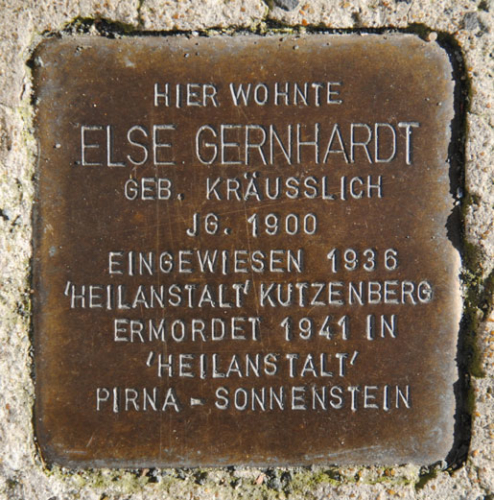 HIER WOHNTE
ELSE GERNHARDT
GEB. KRÄUSSLICH
JG. 1900
EINGEWIESEN 1936
'HEILANSTALT' KUTZENBERG
ERMORDET 1941 IN
'HEILANSTALT'
PIRNA - SONNENSTEIN